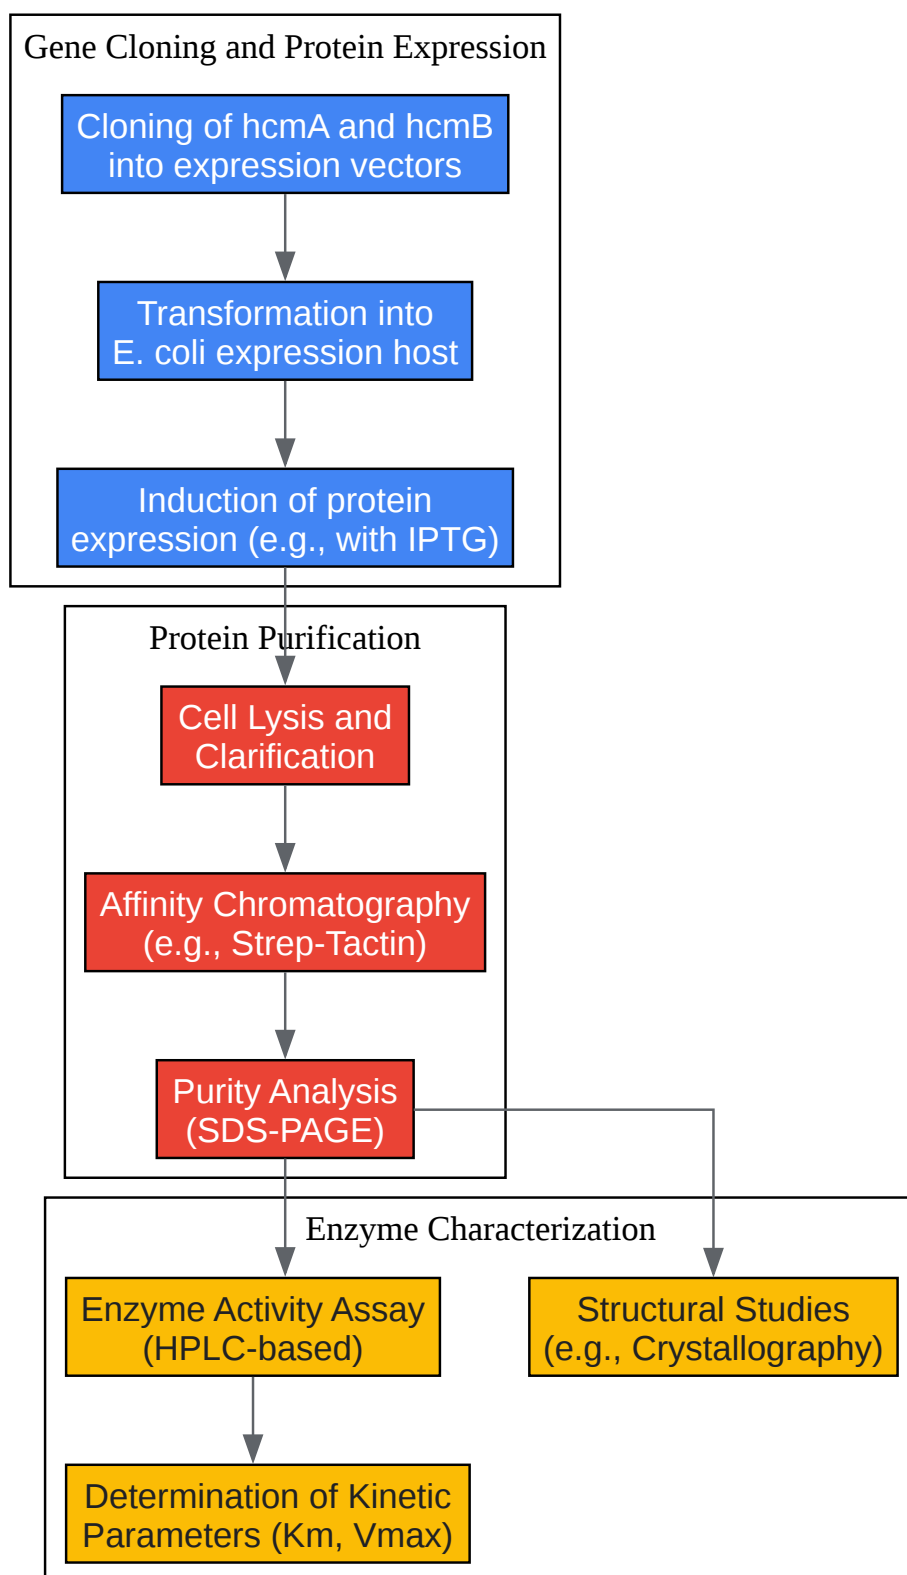 Gene Cloning and Protein Expression
Cloning of hcmA and hcmB
into expression vectors
Transformation into
E. coli expression host
Induction of protein
expression (e.g., with IPTG)
Protein Purification
Cell Lysis and
Clarification
Affinity Chromatography
(e.g., Strep-Tactin)
Purity Analysis
(SDS-PAGE)
Enzyme Characterization
Enzyme Activity Assay
(HPLC-based)
Structural Studies
(e.g., Crystallography)
Determination of Kinetic
Parameters (Km, Vmax)